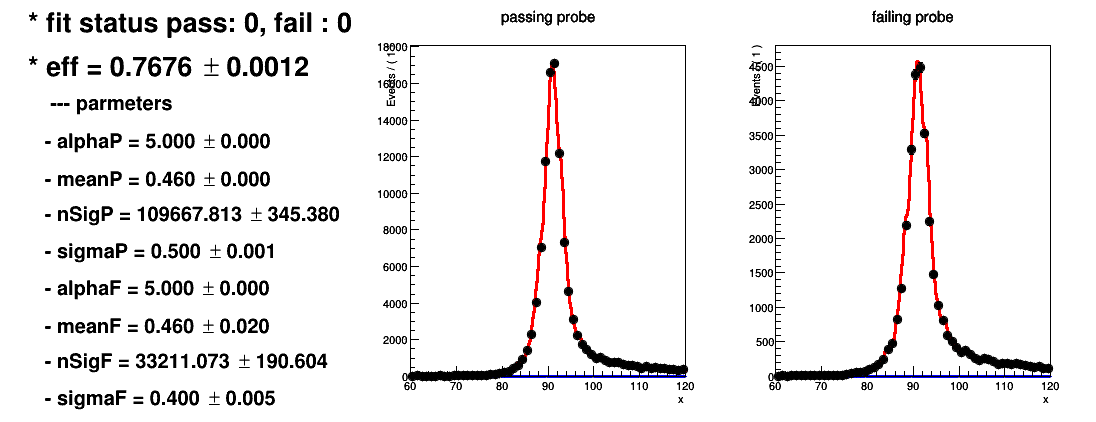 * fit status pass: 0, fail : 0
* eff = 0.7676 ± 0.0012
--- parmeters
- alphaP = 5.000 ± 0.000
- meanP = 0.460 ± 0.000
- nSigP = 109667.813 ± 345.380
- sigmaP = 0.500 ± 0.001
- alphaF = 5.000 ± 0.000
- meanF = 0.460 ± 0.020
- nSigF = 33211.073 ± 190.604
- sigmaF = 0.400 ± 0.005
passing probe
Events / ( 1 )
18000
16000
14000
12000
10000
8000
6000
4000
2000
0
60 70 80 90 100 110 120
x
failing probe
Events / ( 1 )
4500
4000
3500
3000
2500
2000
1500
1000
500
0
60 70 80 90 100 110 120
x